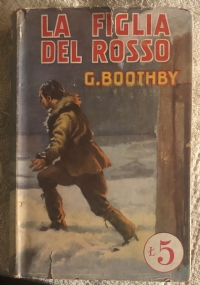 LA FIGLIA
DEL ROSSO
G. BOOTHBY
Ł 5